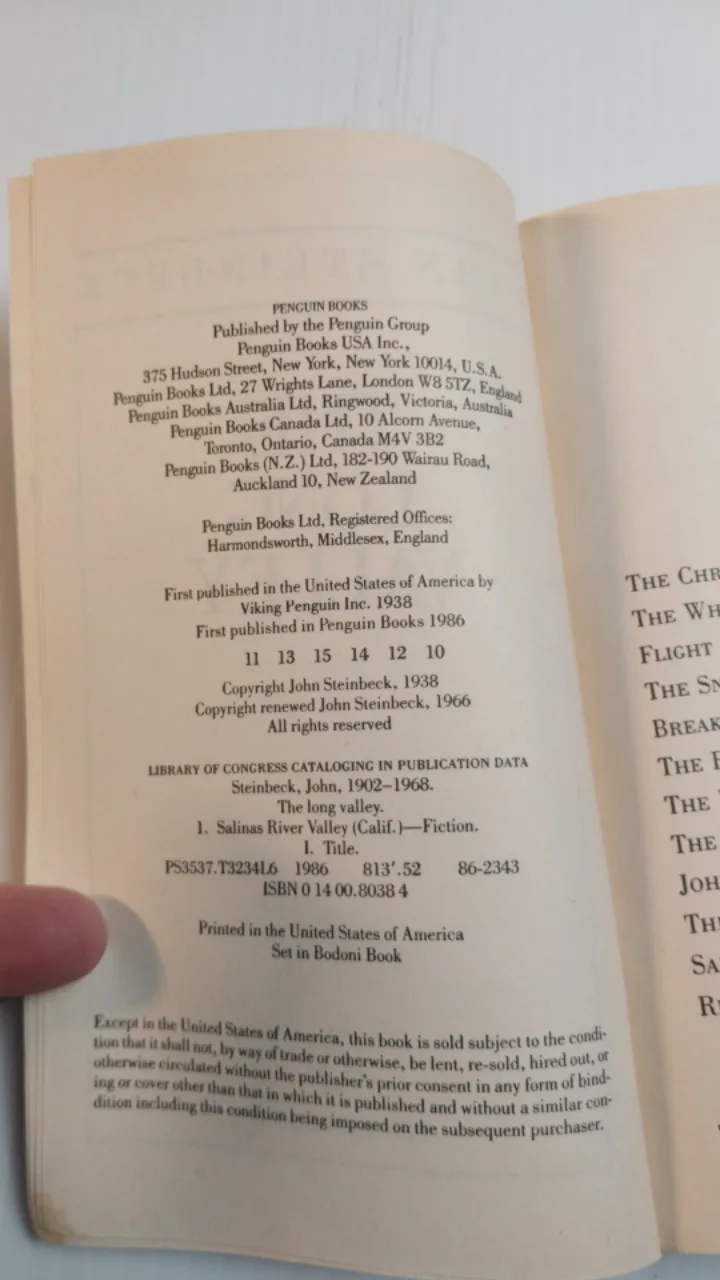 PENGUIN BOOKS
Published by the Penguin Group
Penguin Books USA Inc.,
375 Hudson Street, New York, New York 10014, U.S.A.
Penguin Books Ltd, 27 Wrights Lane, London W8 5TZ, England
Penguin Books Australia Ltd, Ringwood, Victoria, Australia
Penguin Books Canada Ltd, 10 Alcorn Avenue,
Toronto, Ontario, Canada M4V 3B2
Penguin Books (N.Z.) Ltd, 182-190 Wairau Road,
Auckland 10, New Zealand
Penguin Books Ltd, Registered Offices:
Harmondsworth, Middlesex, England
First published in the United States of America by
Viking Penguin Inc. 1938
First published in Penguin Books 1986
11 13 15 14 12 10
Copyright John Steinbeck, 1938
Copyright renewed John Steinbeck, 1966
All rights reserved
LIBRARY OF CONGRESS CATALOGING IN PUBLICATION DATA
Steinbeck, John, 1902–1968.
The long valley.
1. Salinas River Valley (Calif.)—Fiction.
I. Title.
PS3537.T3234L6 1986 813'.52 86-2343
ISBN 0 14 00.8038 4
Printed in the United States of America
Set in Bodoni Book
Except in the United States of America, this book is sold subject to the condi-
tion that it shall not, by way of trade or otherwise, be lent, re-sold, hired out, or
otherwise circulated without the publisher's prior consent in any form of bind-
ing or cover other than that in which it is published and without a similar con-
dition including this condition being imposed on the subsequent purchaser.
THE CHR
THE WH
FLIGHT
THE SN
BREAK
THE
THE
THE
JOH
TH
SA
R